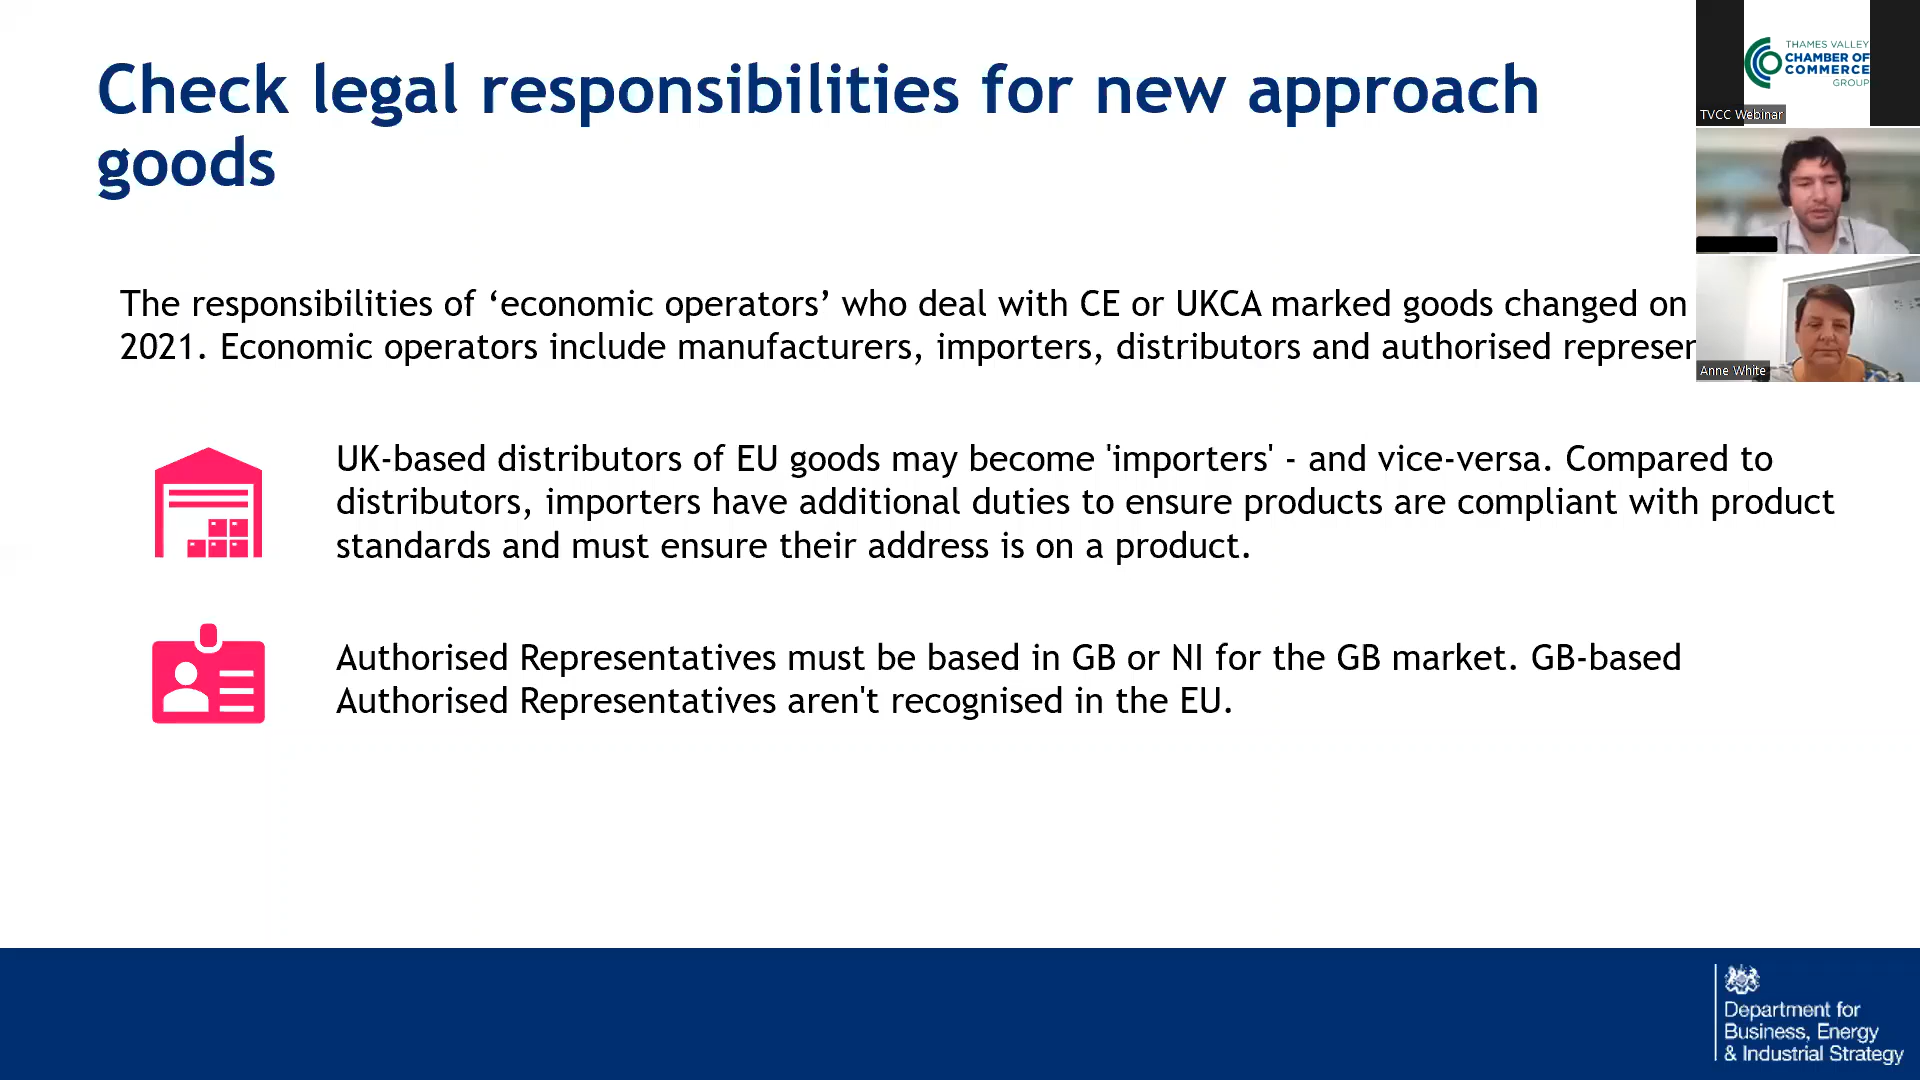 Check legal responsibilities for new approach
goods
The responsibilities of ‘economic operators’ who deal with CE or UKCA marked goods changed on
2021. Economic operators include manufacturers, importers, distributors and authorised represen
UK-based distributors of EU goods may become 'importers' - and vice-versa. Compared to
distributors, importers have additional duties to ensure products are compliant with product
standards and must ensure their address is on a product.
Authorised Representatives must be based in GB or NI for the GB market. GB-based
Authorised Representatives aren't recognised in the EU.
THAMES VALLEY
CHAMBER OF
COMMERCE
GROUP
TVCC Webinar
Anne White
Department for
Business, Energy
& Industrial Strategy